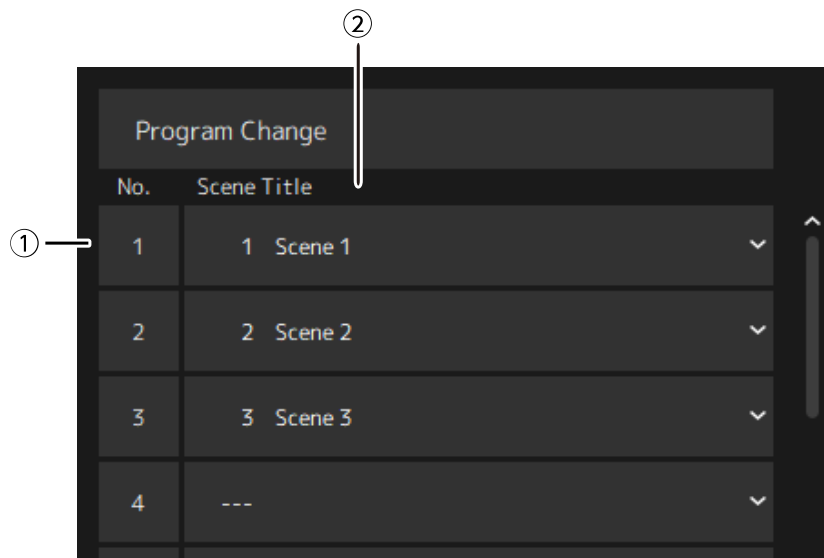 ②
Program Change
No. Scene Title
① 1 1 Scene 1
2 2 Scene 2
3 3 Scene 3
4 ---